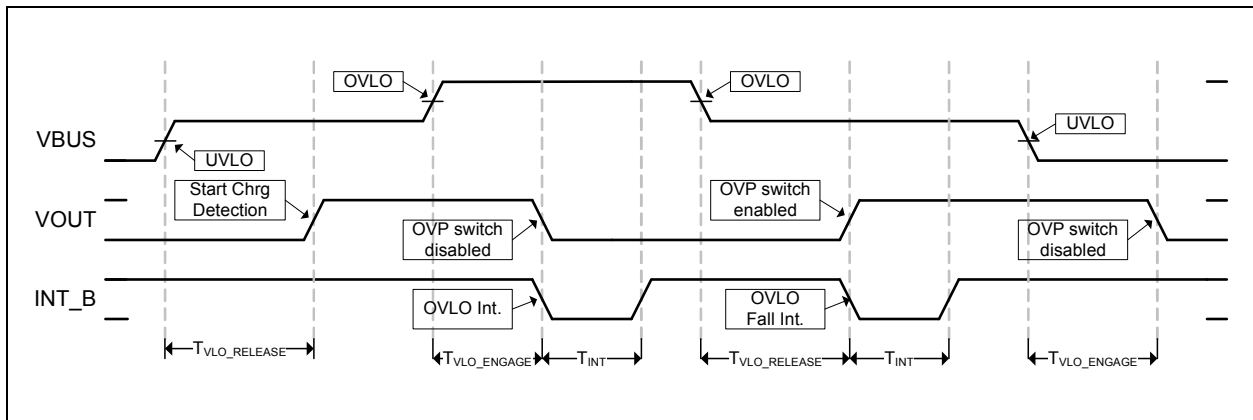 OVLO
OVLO
VBUS
UVLO
UVLO
Start Chrg
Detection
OVP switch
enabled
VOUT
OVP switch
disabled
OVP switch
disabled
INT_B
OVLO Int.
OVLO
Fall Int.
TVLO_RELEASE
TVLO_ENGAGE
TINT
TVLO_RELEASE
TINT
TVLO_ENGAGE